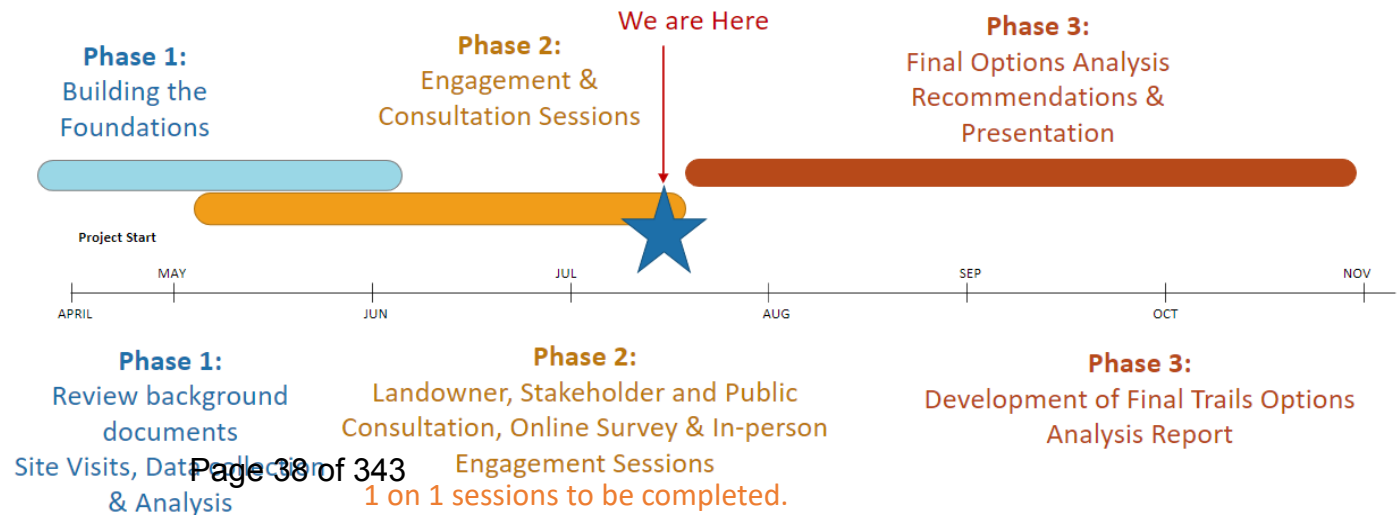 We are Here
Phase 1:
Building the
Foundations
Phase 2:
Engagement &
Consultation Sessions
Phase 3:
Final Options Analysis
Recommendations &
Presentation
Project Start
MAY
JUL
SEP
NOV
APRIL
JUN
AUG
OCT
Phase 1:
Review background
documents
Site Visits, Data collection
& Analysis
Page 38 of 343
Phase 2:
Landowner, Stakeholder and Public
Consultation, Online Survey & In-person
Engagement Sessions
1 on 1 sessions to be completed.
Phase 3:
Development of Final Trails Options
Analysis Report